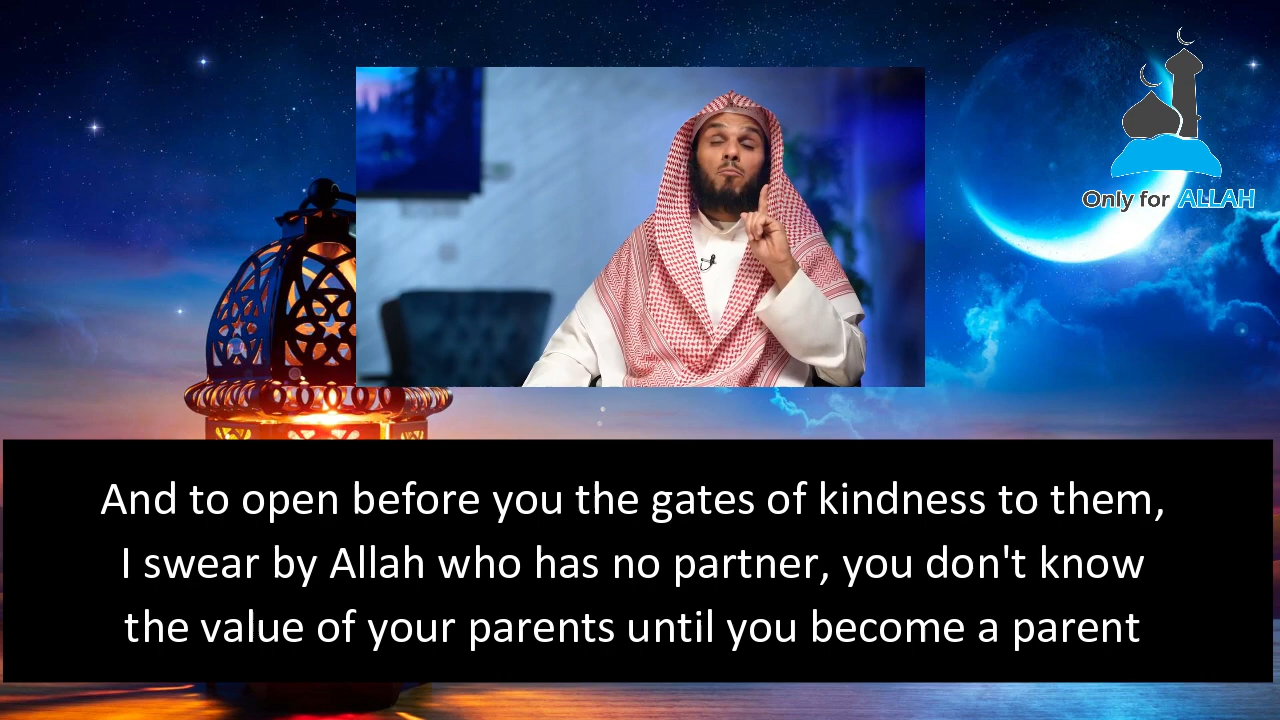 Only for ALLAH
And to open before you the gates of kindness to them,
I swear by Allah who has no partner, you don't know
the value of your parents until you become a parent